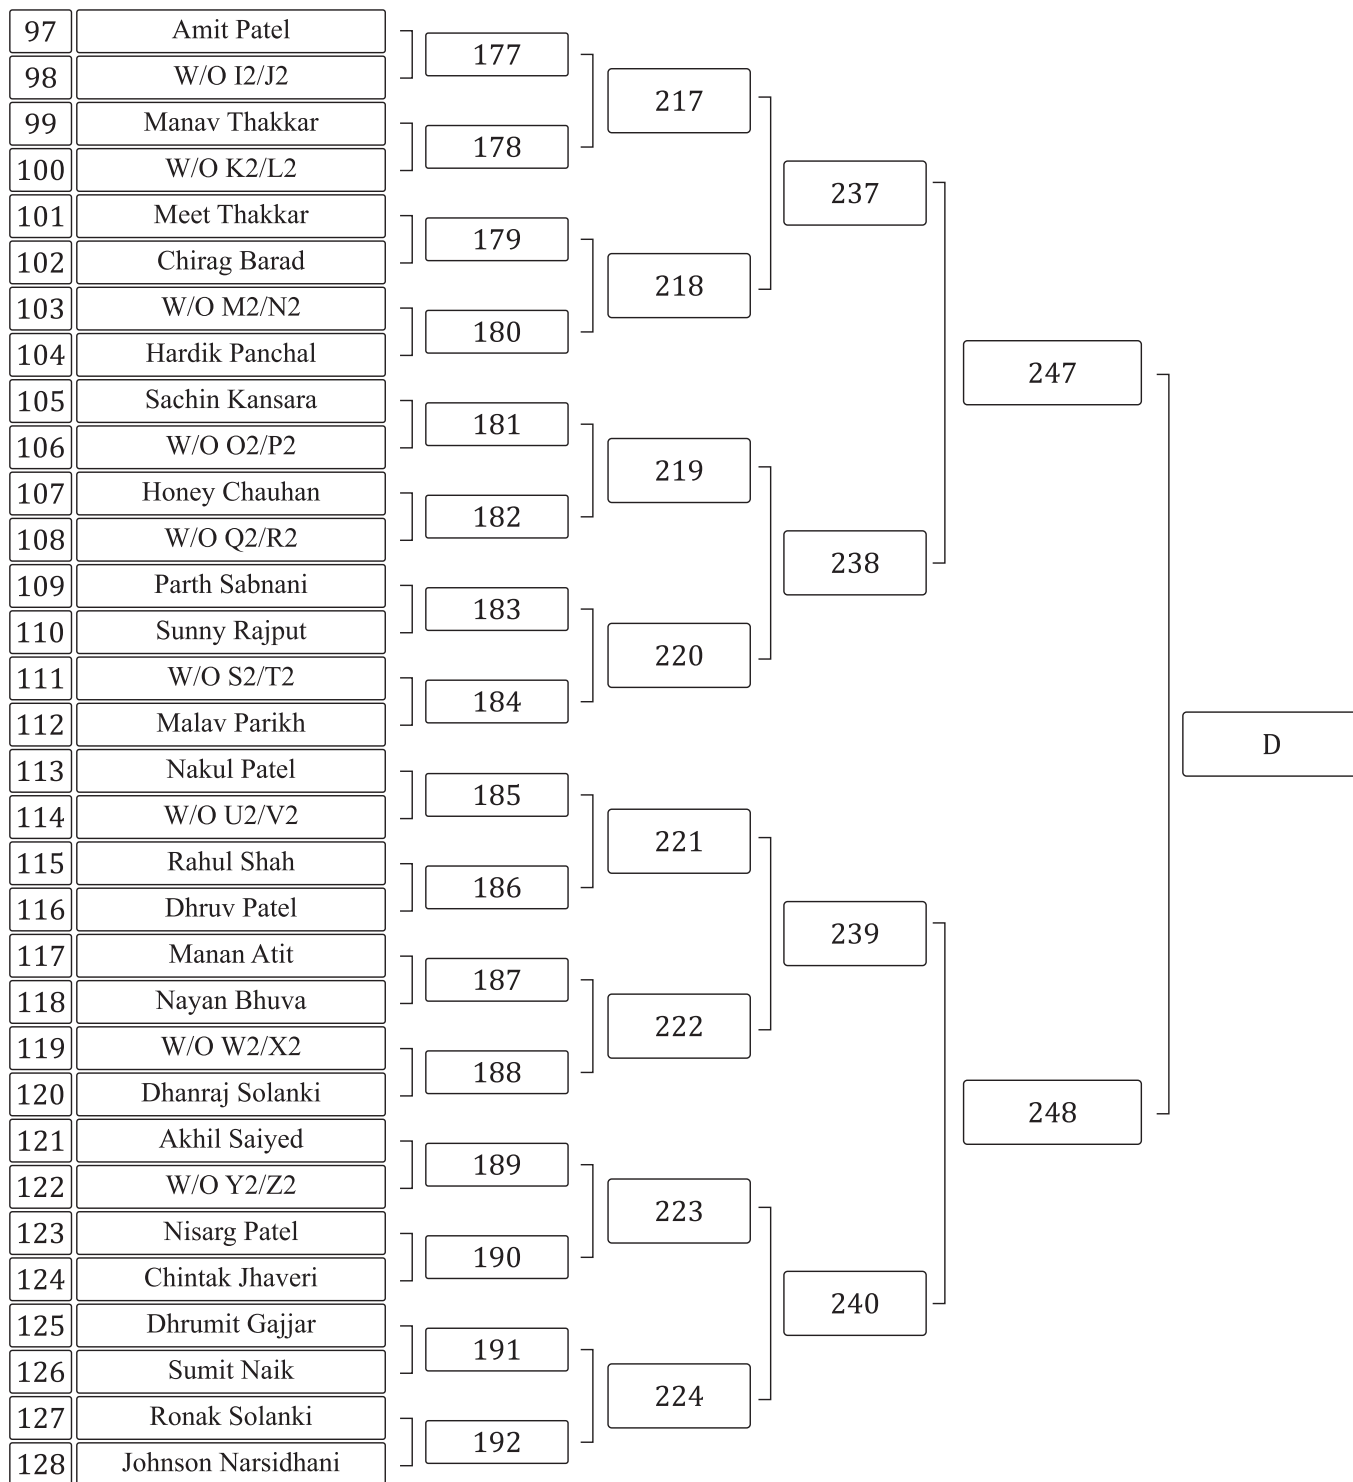 97 Amit Patel
98 W/O I2/J2
99 Manav Thakkar
100 W/O K2/L2
101 Meet Thakkar
102 Chirag Barad
103 W/O M2/N2
104 Hardik Panchal
105 Sachin Kansara
106 W/O O2/P2
107 Honey Chauhan
108 W/O Q2/R2
109 Parth Sabnani
110 Sunny Rajput
111 W/O S2/T2
112 Malav Parikh
113 Nakul Patel
114 W/O U2/V2
115 Rahul Shah
116 Dhruv Patel
117 Manan Atit
118 Nayan Bhuva
119 W/O W2/X2
120 Dhanraj Solanki
121 Akhil Saiyed
122 W/O Y2/Z2
123 Nisarg Patel
124 Chintak Jhaveri
125 Dhrumit Gajjar
126 Sumit Naik
127 Ronak Solanki
128 Johnson Narsidhani
177
178
179
180
181
182
183
184
185
186
187
188
189
190
191
192
217
218
219
220
221
222
223
224
237
238
239
240
247
248
D